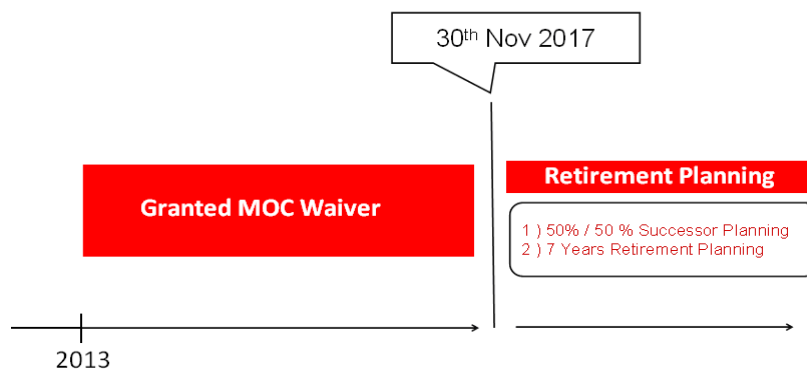 30th Nov 2017
Granted MOC Waiver
Retirement Planning
1 ) 50% / 50 % Successor Planning
2 ) 7 Years Retirement Planning
2013